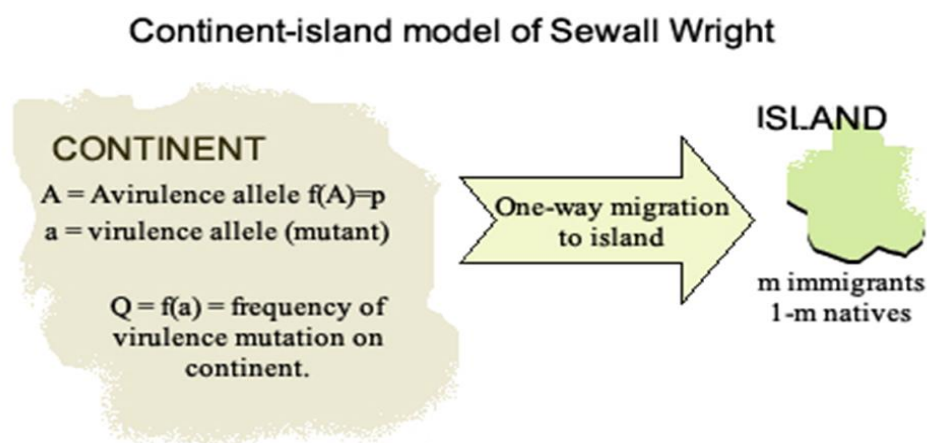 Continent-island model of Sewall Wright
CONTINENT
A = Avirulence allele f(A)=p
a = virulence allele (mutant)
Q = f(a) = frequency of
virulence mutation on
continent.
One-way migration
to island
ISLAND
m immigrants
1-m natives